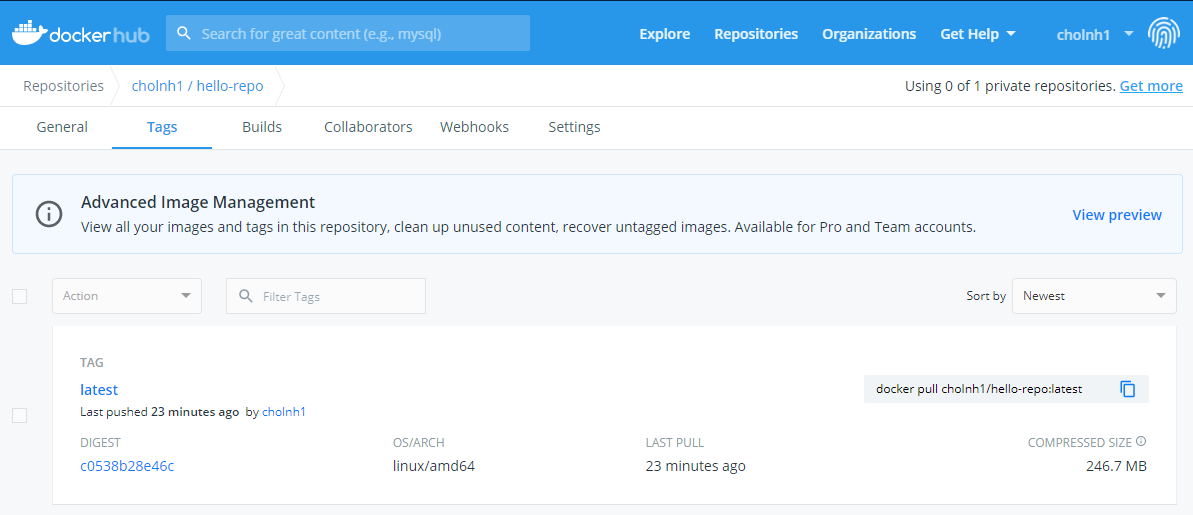 dockerhub Search for great content (e.g., mysql) Explore Repositories Organizations Get Help cholnh1
Repositories cholnh1 / hello-repo Using 0 of 1 private repositories. Get more
General Tags Builds Collaborators Webhooks Settings
Advanced Image Management
View all your images and tags in this repository, clean up unused content, recover untagged images. Available for Pro and Team accounts.
View preview
Action Filter Tags Sort by Newest
TAG
latest
docker pull cholnh1/hello-repo:latest
Last pushed 23 minutes ago by cholnh1
DIGEST OS/ARCH LAST PULL COMPRESSED SIZE
c0538b28e46c linux/amd64 23 minutes ago 246.7 MB